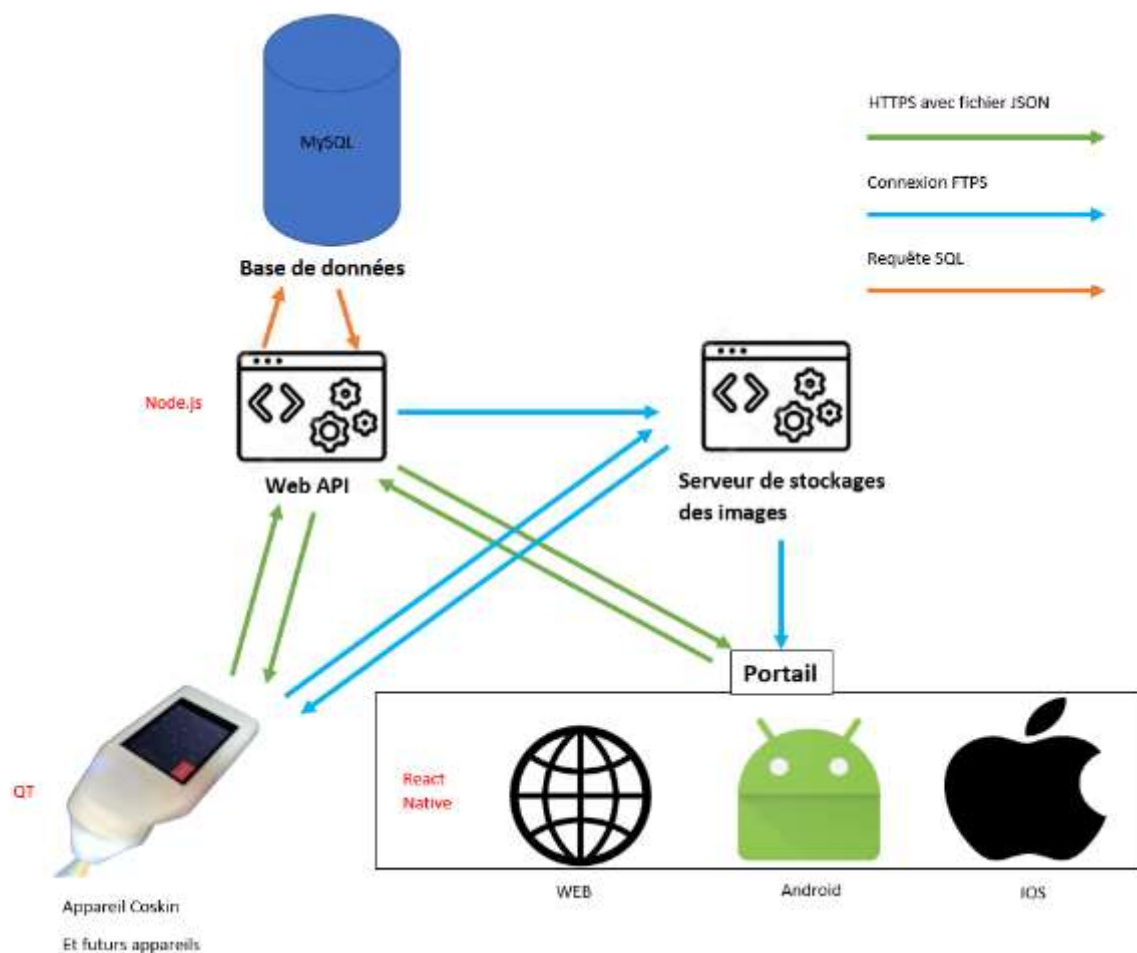 MySQL
HTTPS avec fichier JSON
Connexion FTPS
Requête SQL
Base de données
Node.js
Web API
Serveur de stockages
des images
Portail
QT
React
Native
WEB
Android
IOS
Appareil Coskin
Et futurs appareils